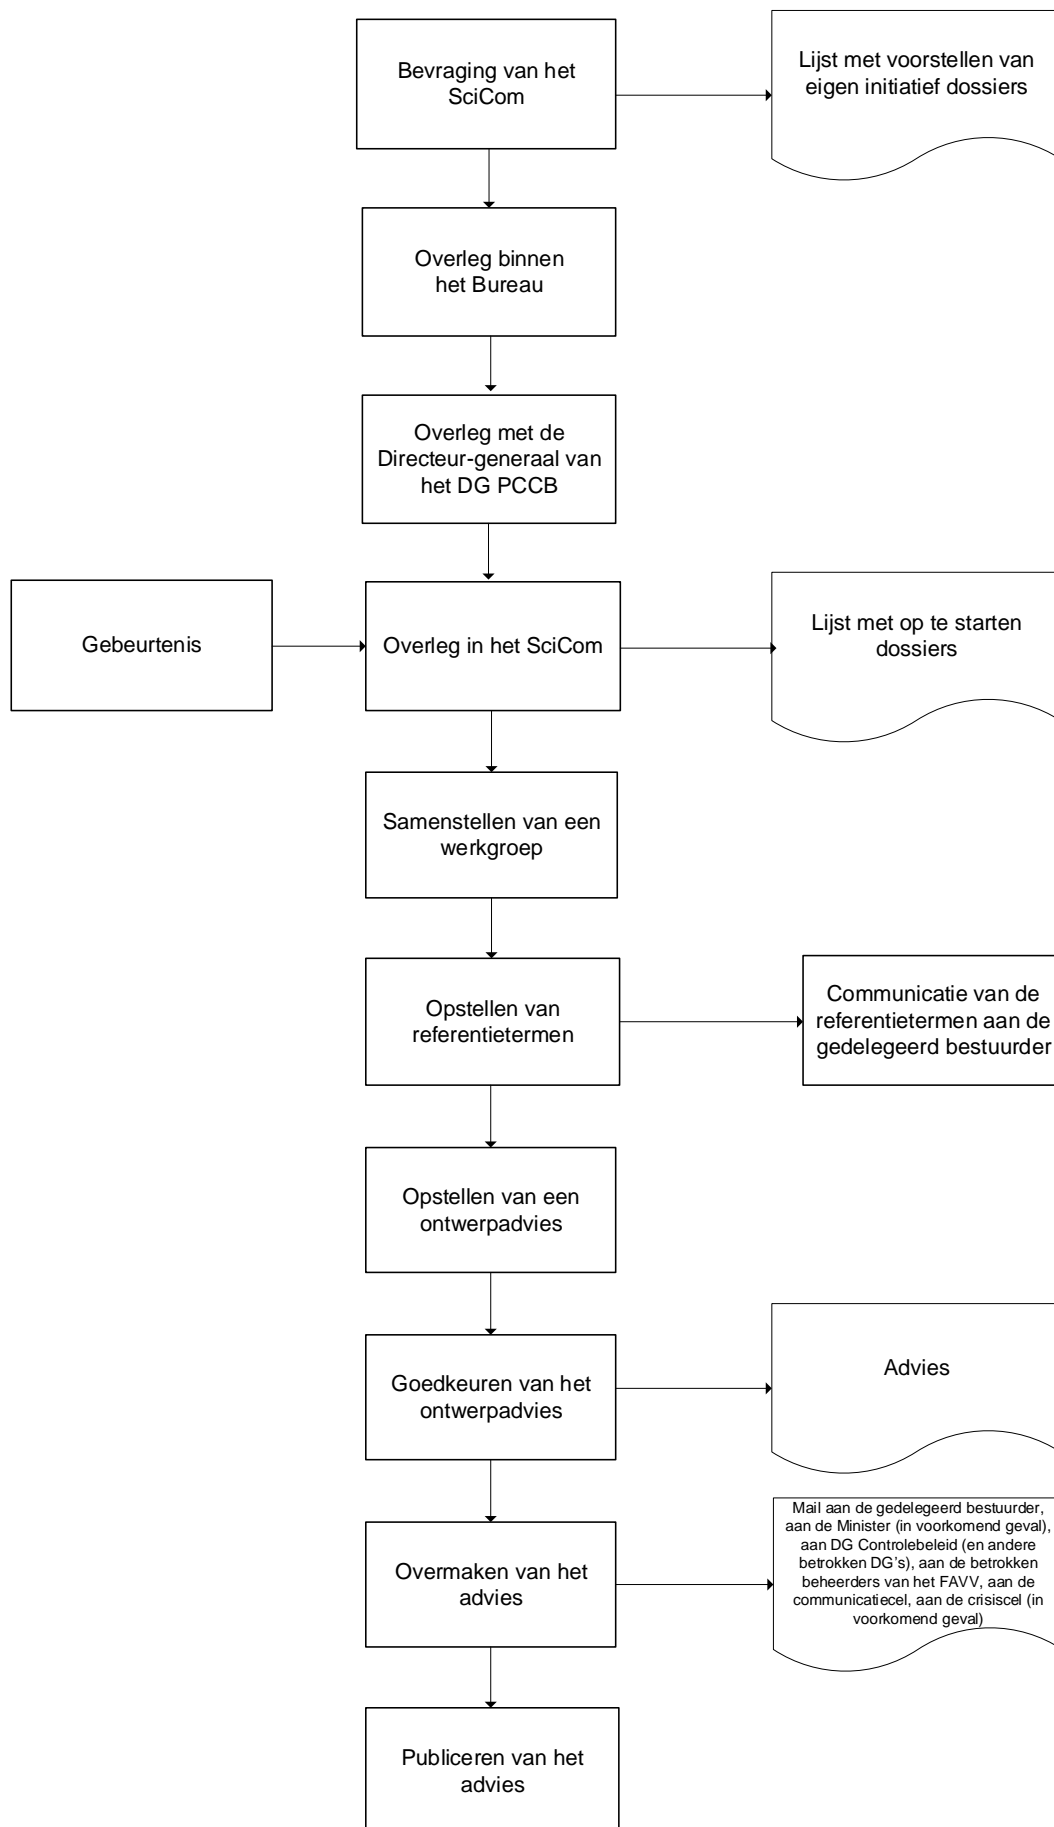 Bevraging van het
SciCom
Lijst met voorstellen van
eigen initiatief dossiers
Overleg binnen
het Bureau
Overleg met de
Directeur-generaal van
het DG PCCB
Gebeurtenis
Overleg in het SciCom
Lijst met op te starten
dossiers
Samenstellen van een
werkgroep
Opstellen van
referentietermen
Communicatie van de
referentietermen aan de
gedelegeerd bestuurder
Opstellen van een
ontwerpadvies
Goedkeuren van het
ontwerpadvies
Advies
Overmaken van het
advies
Mail aan de gedelegeerd bestuurder,
aan de Minister (in voorkomend geval),
aan DG Controlebeleid (en andere
betrokken DG's), aan de betrokken
beheerders van het FAVV, aan de
communicatiecel, aan de crisiscel (in
voorkomend geval)
Publiceren van het
advies